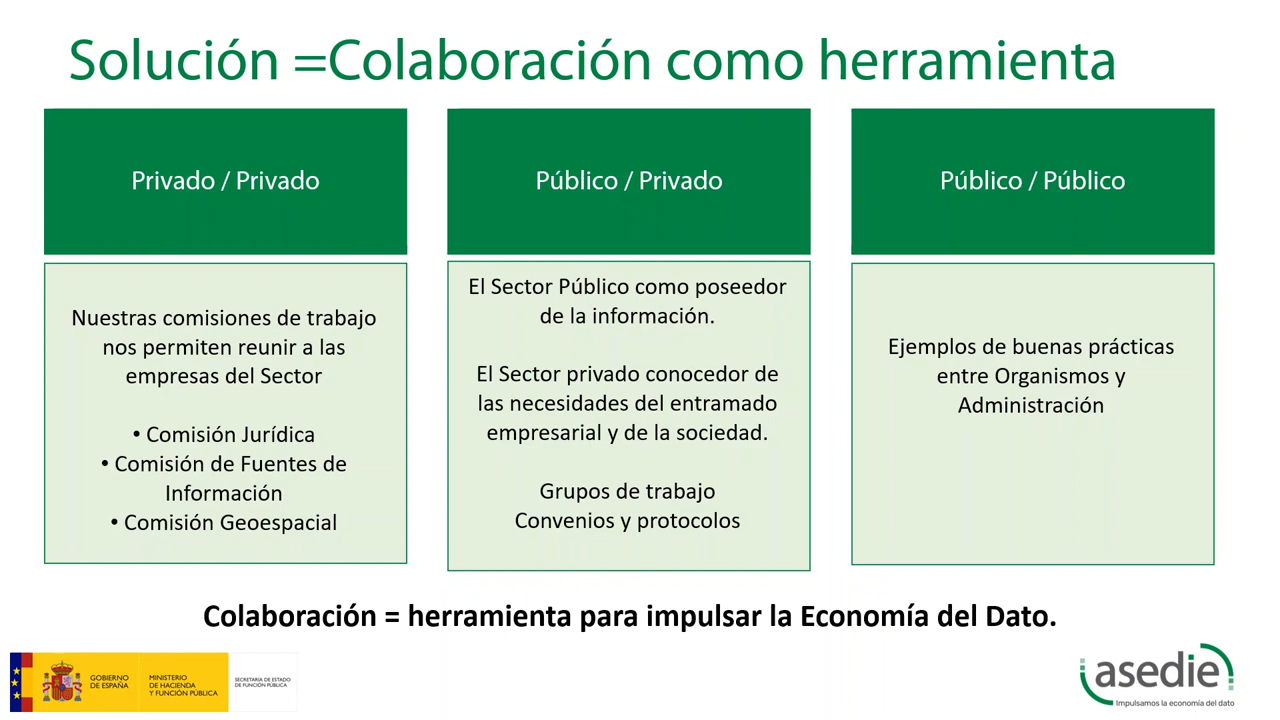 Solución =Colaboración como herramienta
Privado / Privado
Nuestras comisiones de trabajo
nos permiten reunir a las
empresas del Sector
• Comisión Jurídica
• Comisión de Fuentes de
Información
• Comisión Geoespacial
Público / Privado
El Sector Público como poseedor
de la información.
El Sector privado conocedor de
las necesidades del entramado
empresarial y de la sociedad.
Grupos de trabajo
Convenios y protocolos
Público / Público
Ejemplos de buenas prácticas
entre Organismos y
Administración
Colaboración = herramienta para impulsar la Economía del Dato.
GOBIERNO
DE ESPAÑA
MINISTERIO
DE HACIENDA
Y FUNCIÓN PÚBLICA
SECRETARÍA DE ESTADO
DE FUNCIÓN PÚBLICA
asedie
Impulsamos la economía del dato